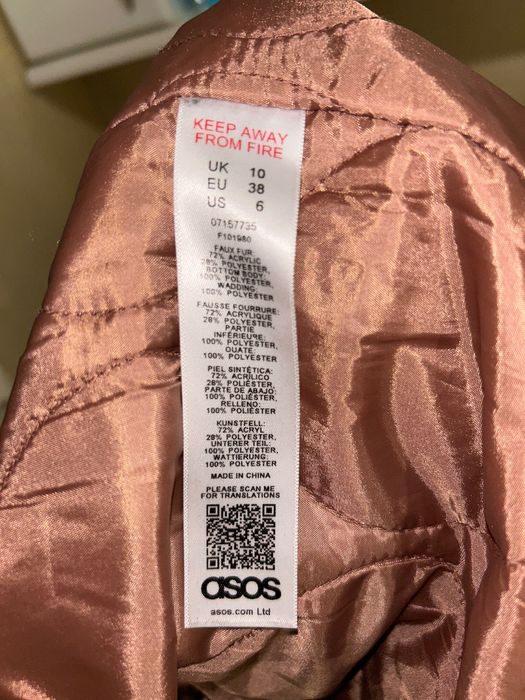 KEEP AWAY
FROM FIRE
UK 10
EU 38
US 6
07157735
F101980
FAUX FUR:
72% ACRYLIC
28% POLYESTER,
BOTTOM BODY:
100% POLYESTER,
WADDING:
100% POLYESTER
FAUSSE FOURRURE:
72% ACRYLIQUE
28% POLYESTER,
PARTIE
INFÉRIEURE:
100% POLYESTER,
OUATE:
100% POLYESTER
PIEL SINTÉTICA:
72% ACRÍLICO
28% POLIÉSTER,
PARTE DE ABAJO:
100% POLIÉSTER,
RELLENO:
100% POLIÉSTER
KUNSTFELL:
72% ACRYL
28% POLYESTER,
UNTERER TEIL:
100% POLYESTER,
WATTIERUNG:
100% POLYESTER
MADE IN CHINA
PLEASE SCAN ME
FOR TRANSLATIONS
asos
asos.com Ltd